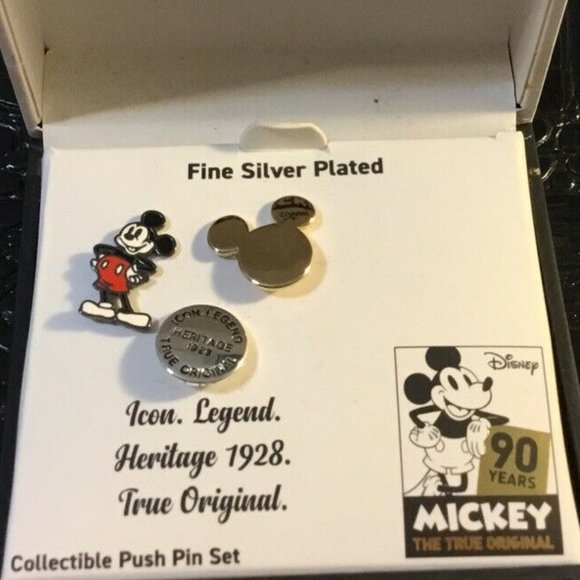 Fine Silver Plated
ICON LEGEND
HERITAGE
1928
TRUE ORIGINAL
Icon. Legend.
Heritage 1928.
True Original.
Disney
90
YEARS
MICKEY
THE TRUE ORIGINAL
Collectible Push Pin Set